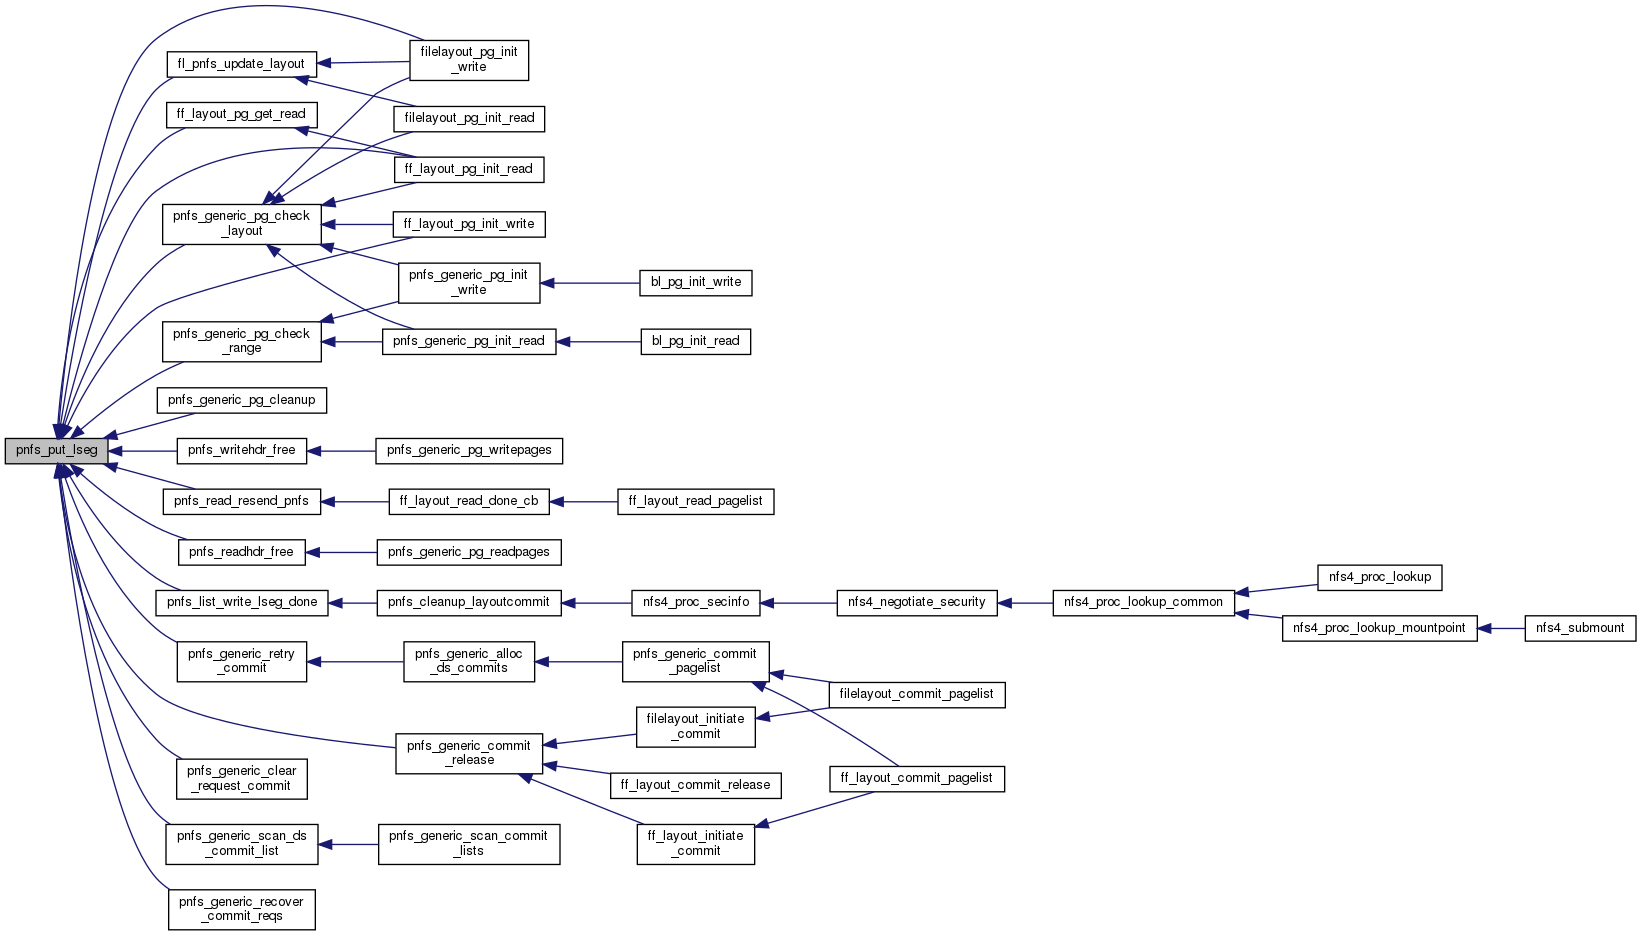 filelayout_pg_init
_write
fl_pnfs_update_layout
ff_layout_pg_get_read
filelayout_pg_init_read
ff_layout_pg_init_read
pnfs_generic_pg_check
_layout
ff_layout_pg_init_write
pnfs_generic_pg_init
_write
bl_pg_init_write
pnfs_generic_pg_check
_range
pnfs_generic_pg_init_read
bl_pg_init_read
pnfs_generic_pg_cleanup
pnfs_put_lseg
pnfs_writehdr_free
pnfs_generic_pg_writepages
pnfs_read_resend_pnfs
ff_layout_read_done_cb
ff_layout_read_pagelist
pnfs_readhdr_free
pnfs_generic_pg_readpages
pnfs_list_write_lseg_done
pnfs_cleanup_layoutcommit
nfs4_proc_secinfo
nfs4_negotiate_security
nfs4_proc_lookup_common
nfs4_proc_lookup
nfs4_proc_lookup_mountpoint
nfs4_submount
pnfs_generic_retry
_commit
pnfs_generic_alloc
_ds_commits
pnfs_generic_commit
_pagelist
filelayout_commit_pagelist
filelayout_initiate
_commit
pnfs_generic_commit
_release
pnfs_generic_clear
_request_commit
ff_layout_commit_release
ff_layout_commit_pagelist
pnfs_generic_scan_ds
_commit_list
pnfs_generic_scan_commit
_lists
ff_layout_initiate
_commit
pnfs_generic_recover
_commit_reqs